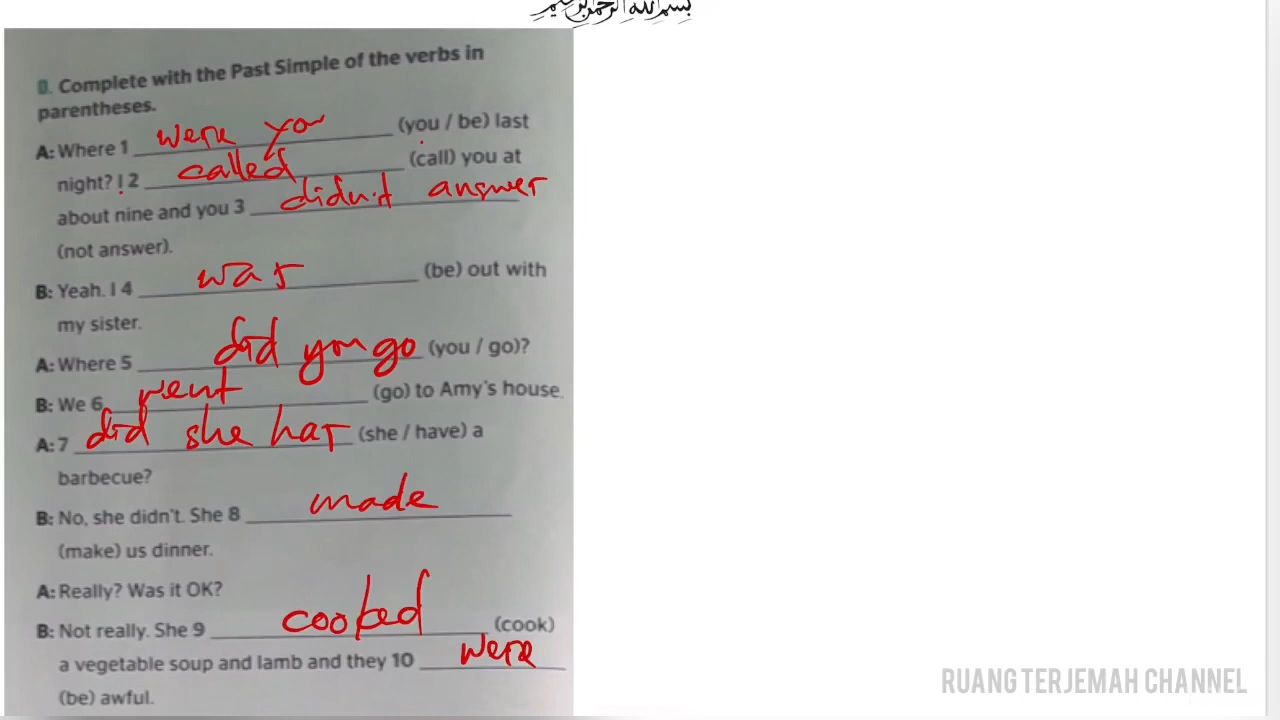 بسم الله الرحمن الرحيم
D. Complete with the Past Simple of the verbs in
parentheses.
A: Where 1 were you (you / be) last
night? I 2 called (call) you at
about nine and you 3 didn't answer
(not answer).
B: Yeah. I 4 was (be) out with
my sister.
A: Where 5 did you go (you / go)?
B: We 6 went (go) to Amy's house.
A: 7 did she has (she / have) a
barbecue?
B: No, she didn't. She 8 made
(make) us dinner.
A: Really? Was it OK?
B: Not really. She 9 cooked (cook)
a vegetable soup and lamb and they 10 were
(be) awful.
RUANG TERJEMAH CHANNEL